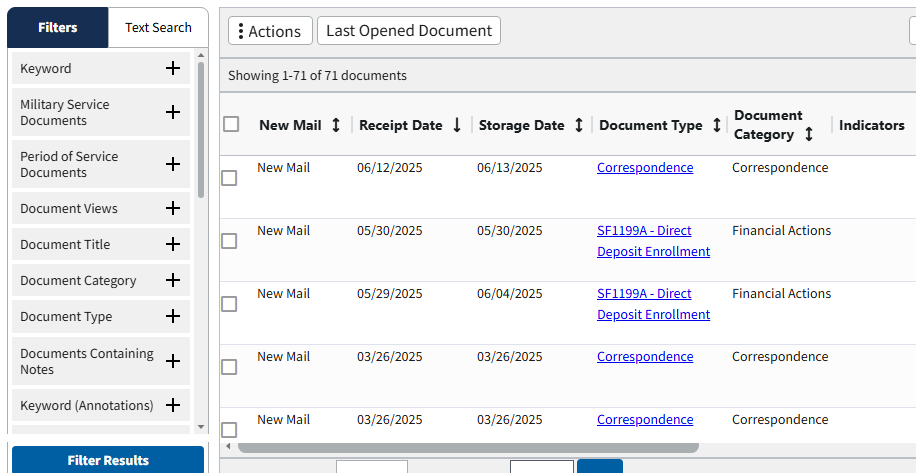 Filters
Text Search
Keyword
Military Service
Documents
Period of Service
Documents
Document Views
Document Title
Document Category
Document Type
Documents Containing
Notes
Keyword (Annotations)
Filter Results
Actions
Last Opened Document
Showing 1-71 of 71 documents
New Mail Receipt Date Storage Date Document Type Document Category Indicators
New Mail 06/12/2025 06/13/2025 Correspondence Correspondence
New Mail 05/30/2025 05/30/2025 SF1199A - Direct Financial Actions
Deposit Enrollment
New Mail 05/29/2025 06/04/2025 SF1199A - Direct Financial Actions
Deposit Enrollment
New Mail 03/26/2025 03/26/2025 Correspondence Correspondence
New Mail 03/26/2025 03/26/2025 Correspondence Correspondence